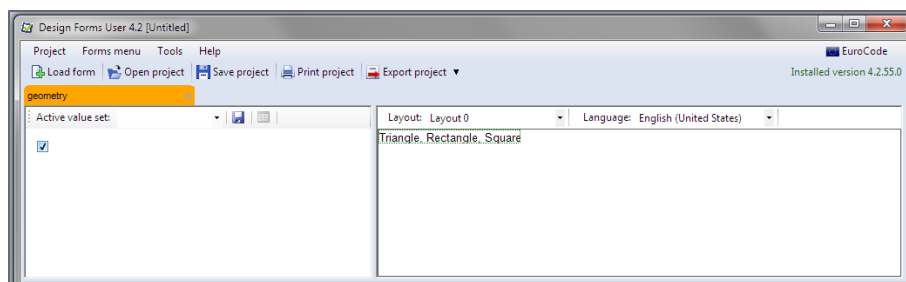 Design Forms User 4.2 [Untitled]
Project Forms menu Tools Help EuroCode
Load form Open project Save project Print project Export project Installed version 4.2.55.0
geometry
Active value set: Layout: Layout 0 Language: English (United States)
Triangle, Rectangle, Square